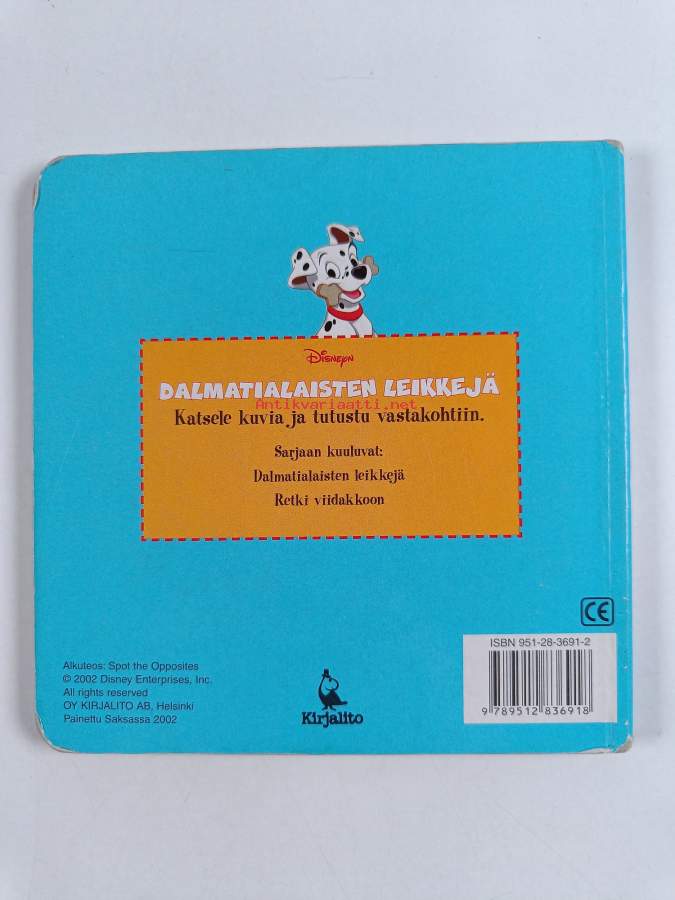 Disneyn
DALMATIALAISTEN LEIKKEJÄ
Antikvariaatti.net
Katsele kuvia ja tutustu vastakohtiin.
Sarjaan kuuluvat:
Dalmatialaisten leikkejä
Retki viidakkoon
CE
ISBN 951-28-3691-2
9 789512 836918
Alkuteos: Spot the Opposites
© 2002 Disney Enterprises, Inc.
All rights reserved
OY KIRJALITO AB, Helsinki
Painettu Saksassa 2002
Kirjalito